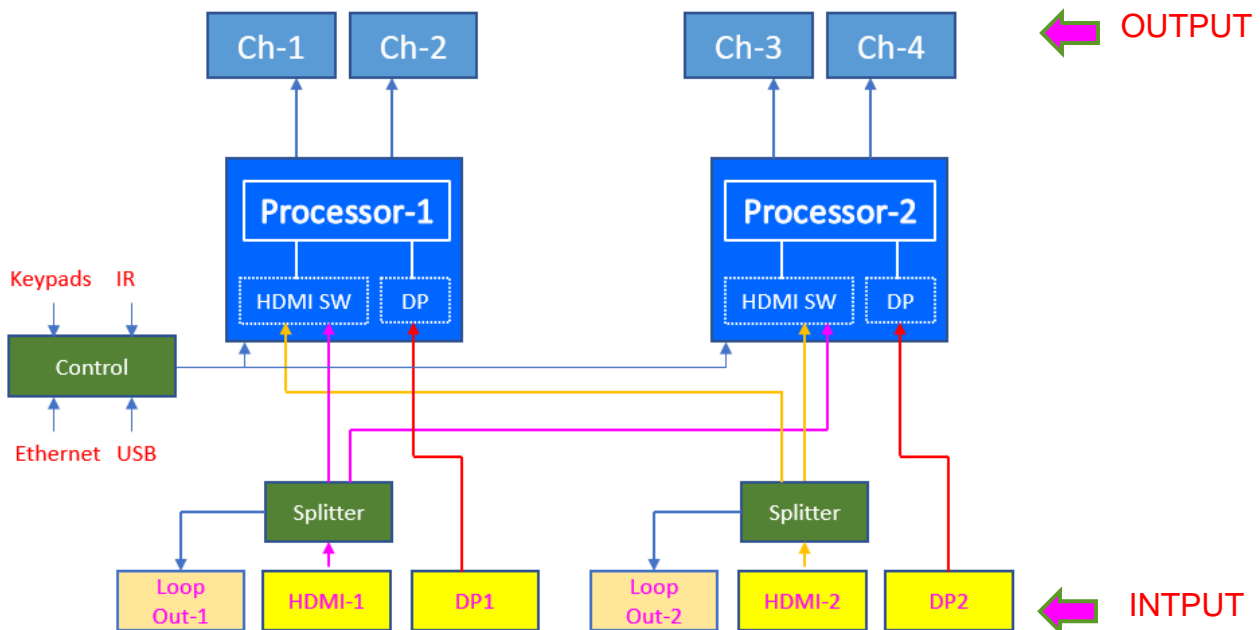 Ch-1
Ch-2
Ch-3
Ch-4
OUTPUT
Processor-1
Processor-2
HDMI SW
DP
HDMI SW
DP
Keypads
IR
Control
Ethernet
USB
Splitter
Splitter
Loop
Out-1
HDMI-1
DP1
Loop
Out-2
HDMI-2
DP2
INTPUT